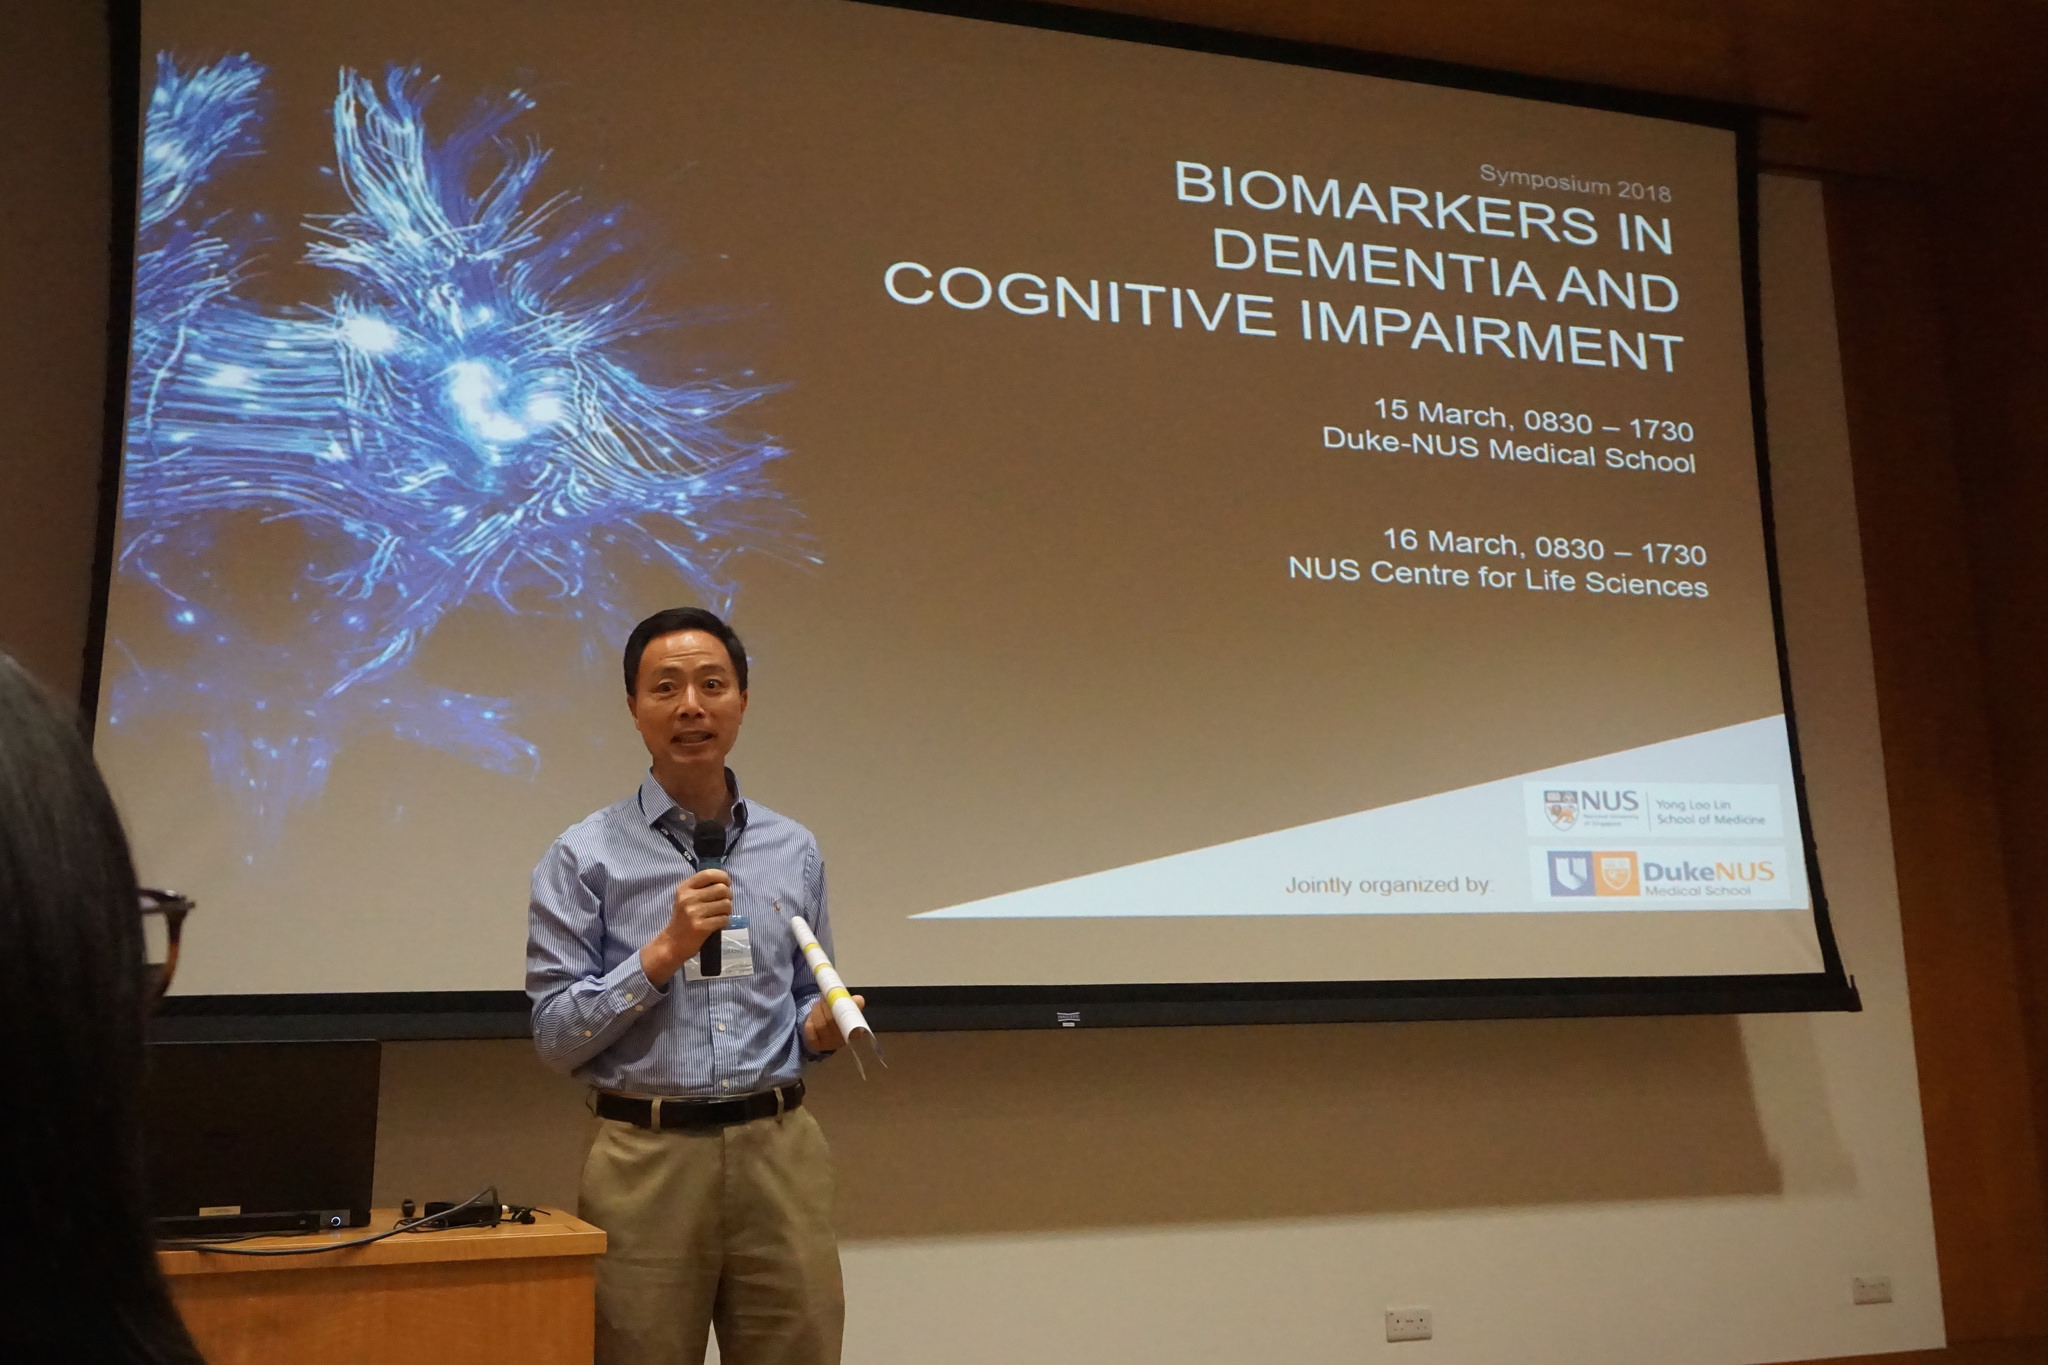 Symposium 2018
BIOMARKERS IN
DEMENTIA AND
COGNITIVE IMPAIRMENT
15 March, 0830 – 1730
Duke-NUS Medical School
16 March, 0830 – 1730
NUS Centre for Life Sciences
NUS
National University
of Singapore
Yong Loo Lin
School of Medicine
Jointly organized by:
DukeNUS
Medical School